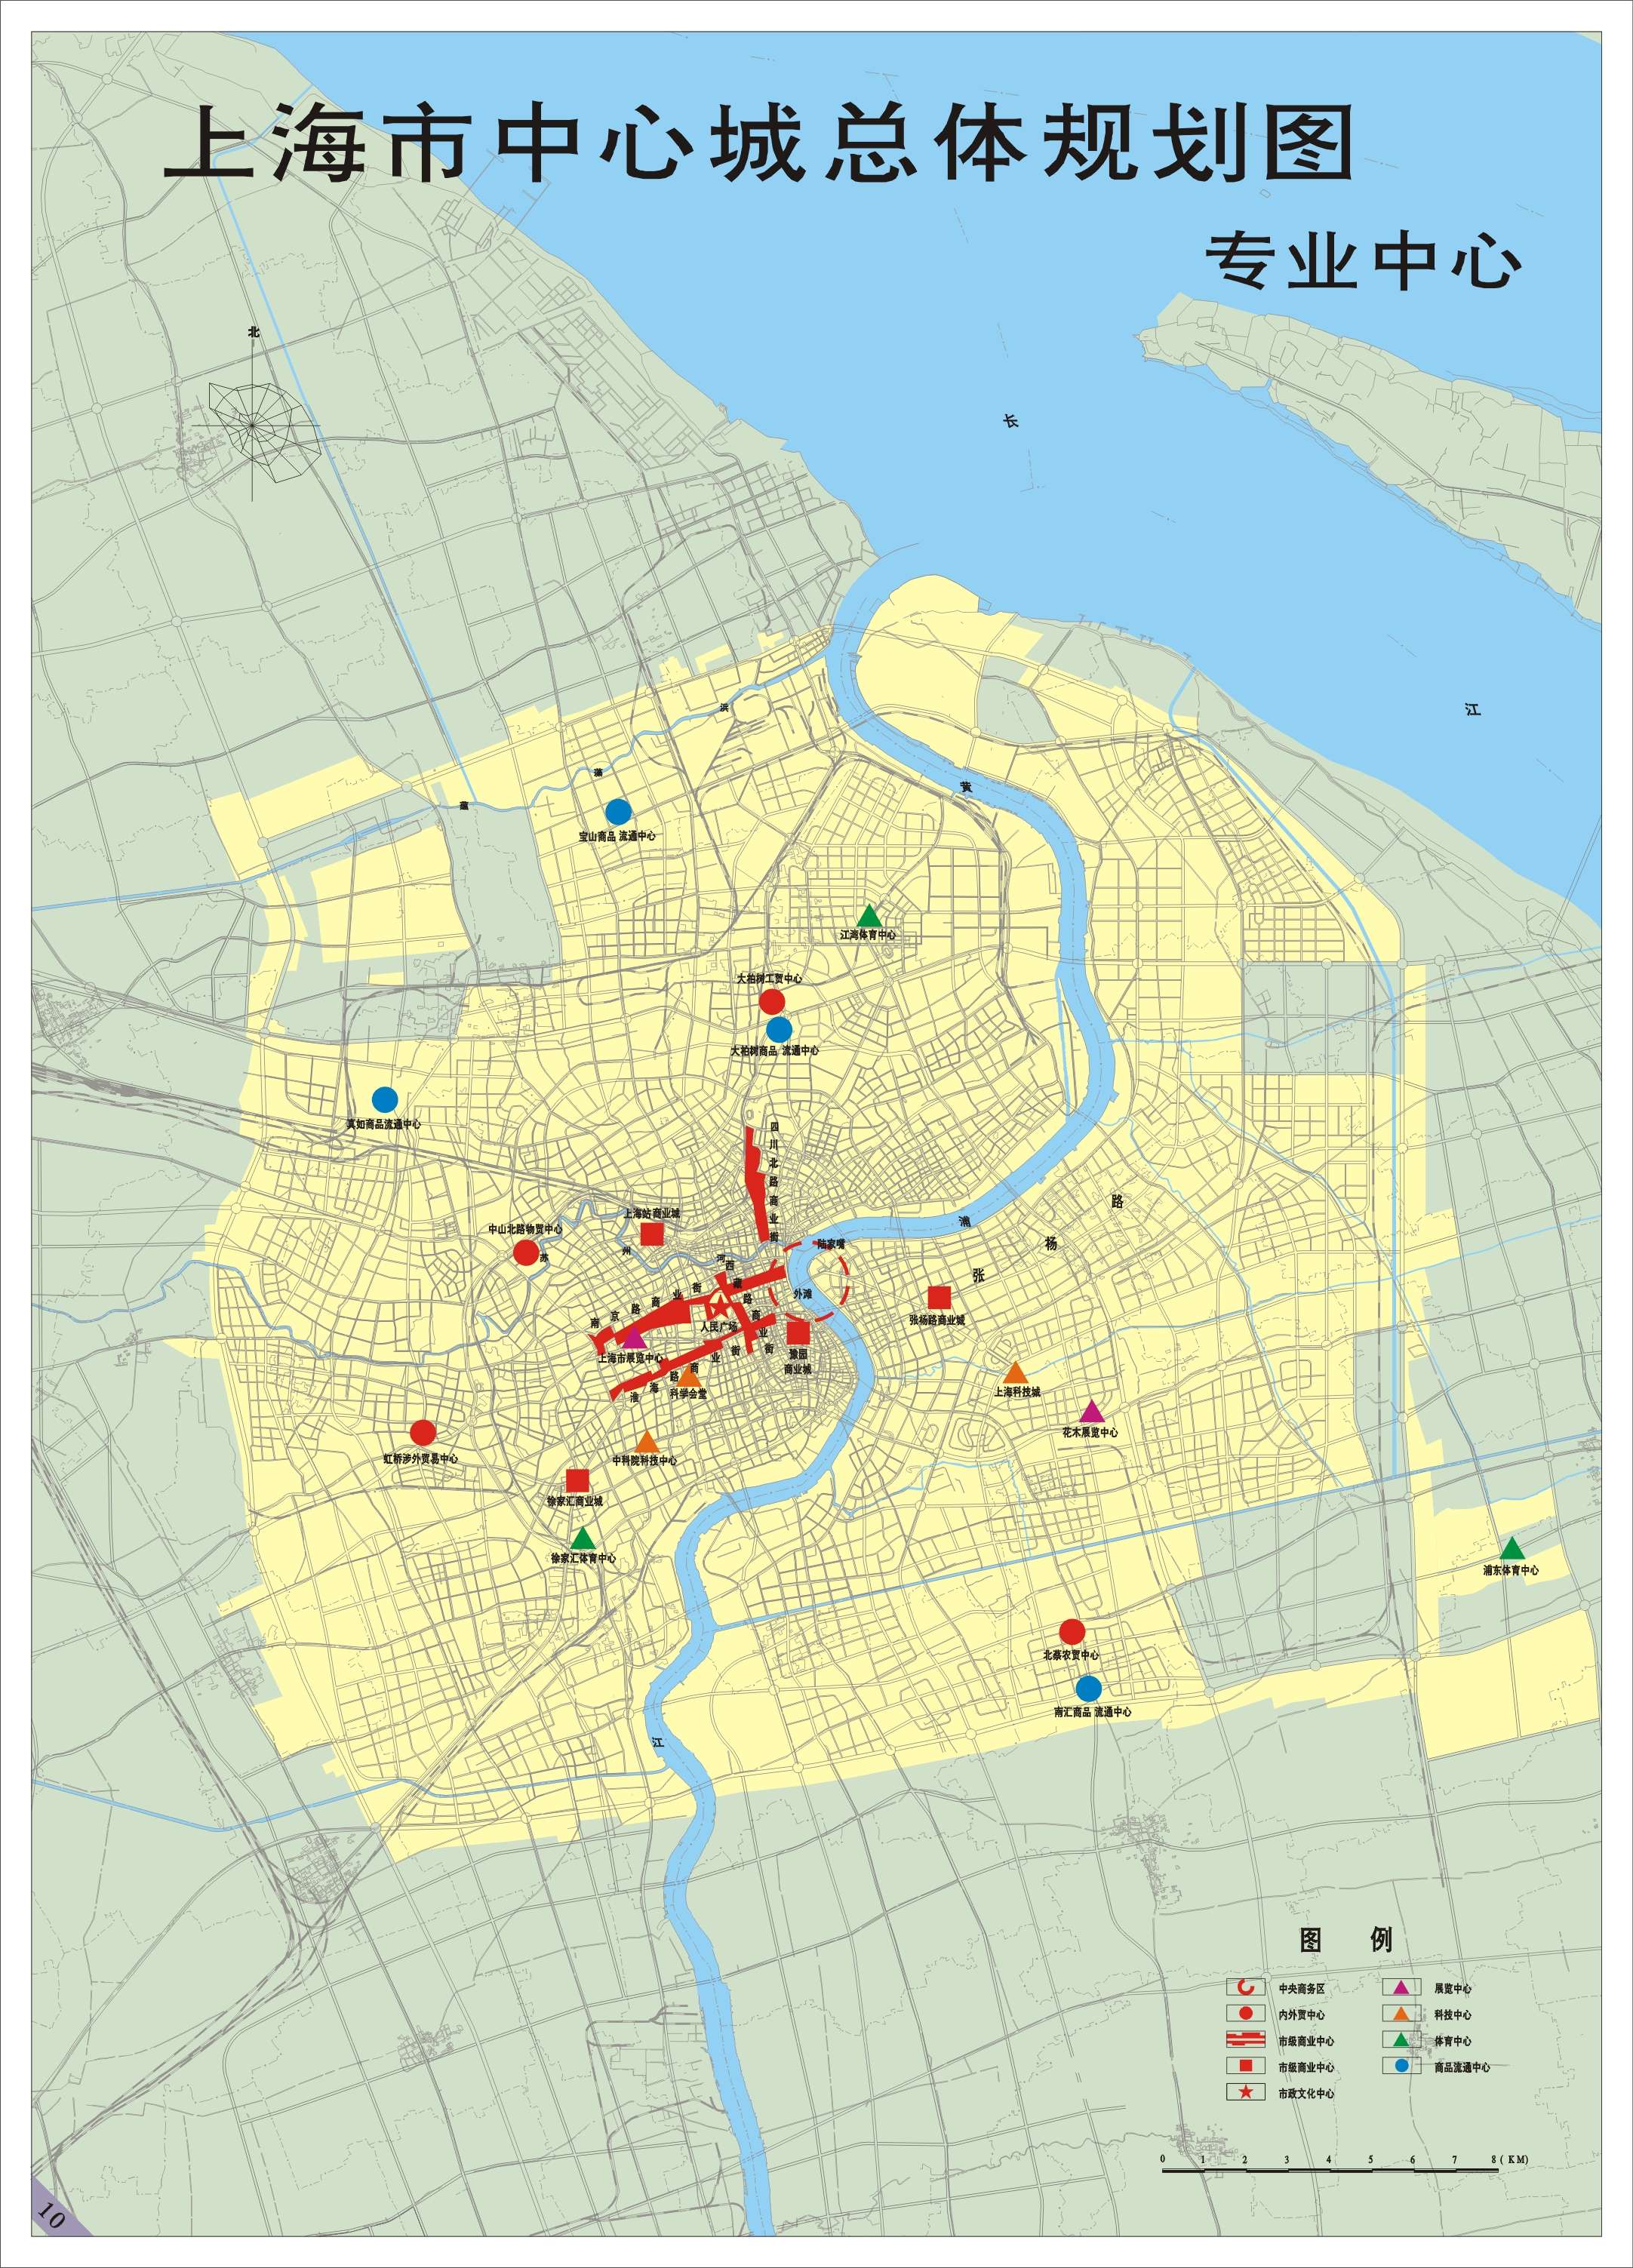 上海市中心城总体规划图
专业中心
北
长
江
洪
蕰
薀
黄
宝山商品 流通中心
江湾体育中心
大柏树工贸中心
大柏树商品 流通中心
真如商品流通中心
四川北路商业街
路
杨
张
上海站商业城
中山北路物贸中心
苏
州
河
浦
陆家嘴
外滩
西藏路商业街
南京路商业街
人民广场
张杨路商业城
豫园
商业城
上海市展览中心
淮海路商业街
科学会堂
上海科技城
花木展览中心
虹桥涉外贸易中心
中科院科技中心
徐家汇商业城
徐家汇体育中心
浦东体育中心
北蔡农贸中心
南汇商品 流通中心
江
图 例
中央商务区
展览中心
内外贸中心
科技中心
市级商业中心
体育中心
市级商业中心
商品流通中心
市政文化中心
0 1 2 3 4 5 6 7 8 ( KM)
10